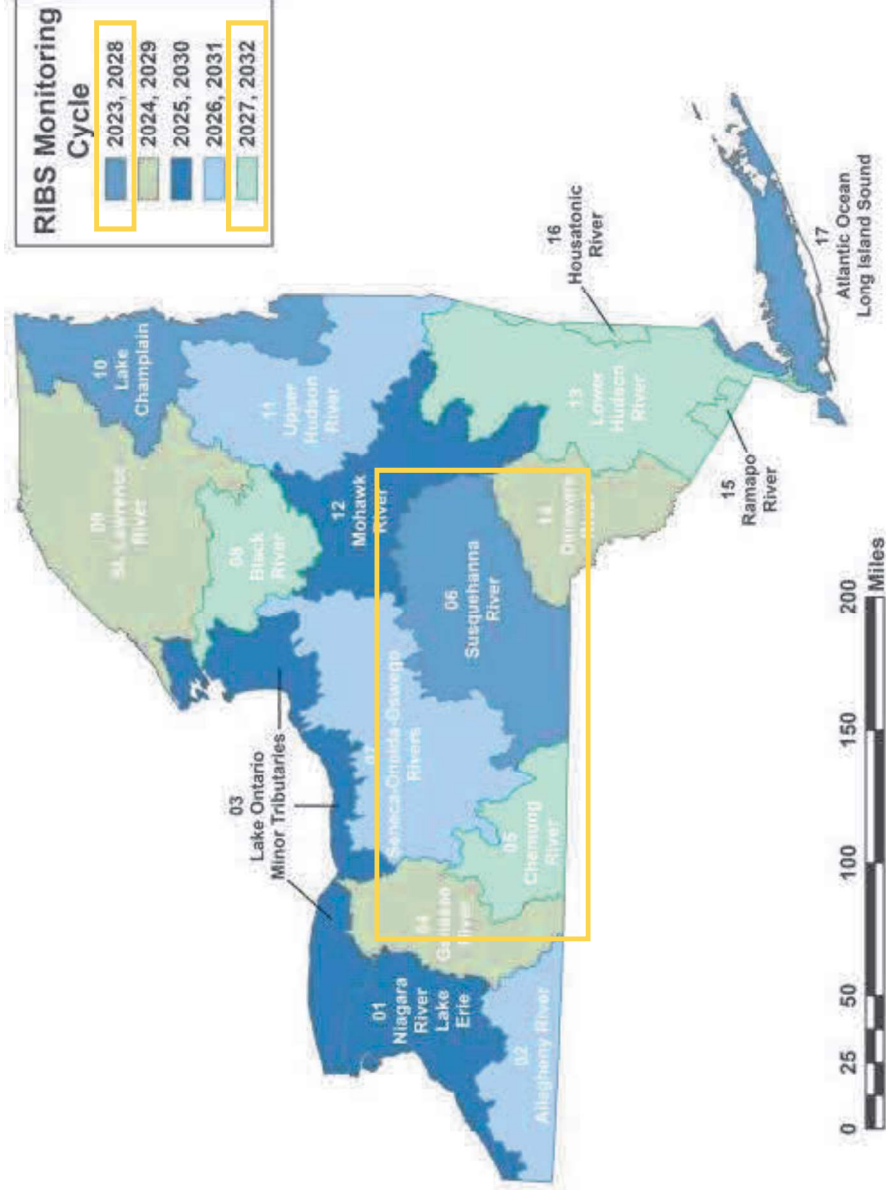 RIBS Monitoring
Cycle
2023, 2028
2024, 2029
2025, 2030
2026, 2031
2027, 2032
10
Lake
Champlain
09
St. Lawrence
River
11
Upper
Hudson
River
08
Black
River
12
Mohawk
River
03
Lake Ontario
Minor Tributaries
07
Seneca-Oneida-Oswego
Rivers
06
Susquehanna
River
13
Lower
Hudson
River
14
Delaware
River
16
Housatonic
River
15
Ramapo
River
17
Atlantic Ocean
Long Island Sound
01
Niagara
River
Lake
Erie
04
Genesee
River
05
Chemung
River
02
Allegheny River
0 25 50 100 150 200
Miles